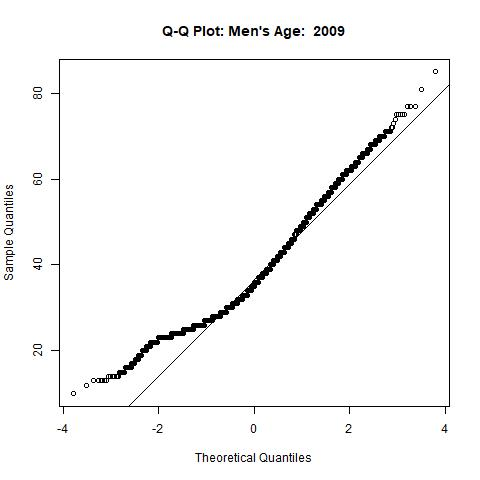 Q-Q Plot: Men's Age:  2009
Sample Quantiles
80
60
40
20
-4 -2 0 2 4
Theoretical Quantiles